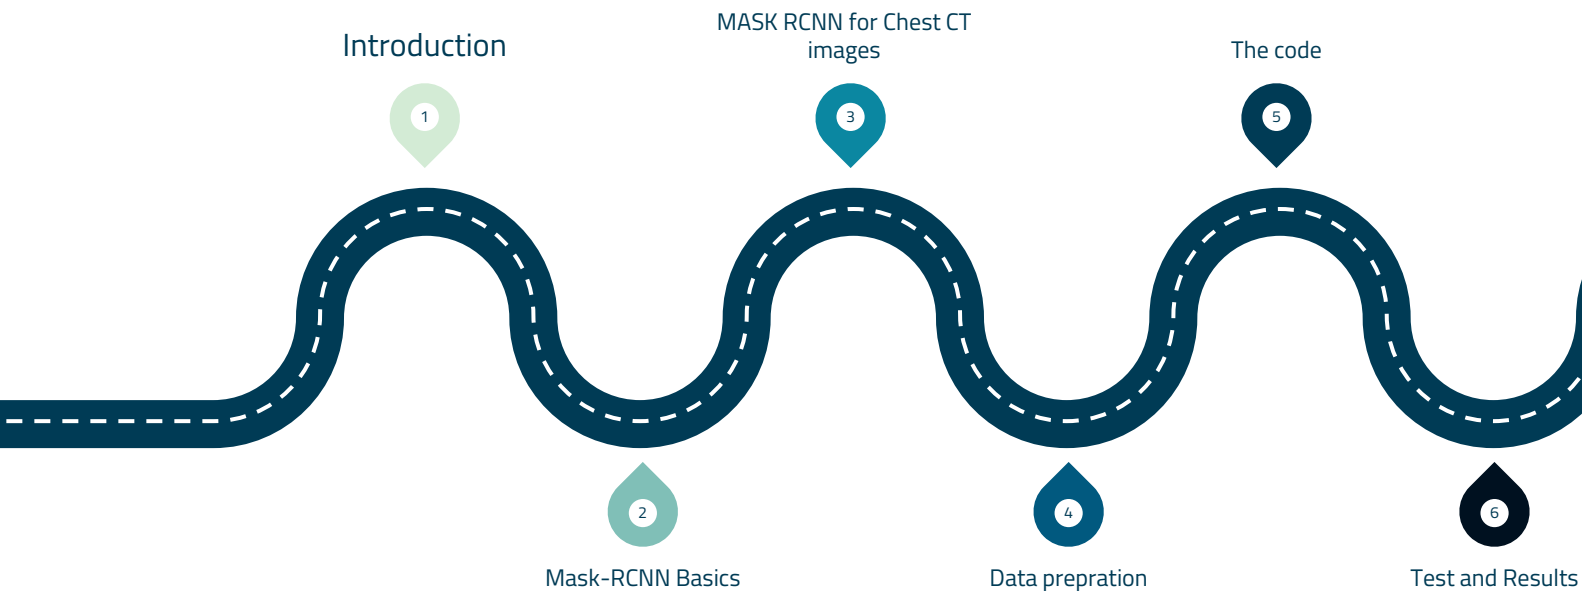 Introduction
1
2
Mask-RCNN Basics
MASK RCNN for Chest CT
images
3
4
Data prepration
The code
5
6
Test and Results